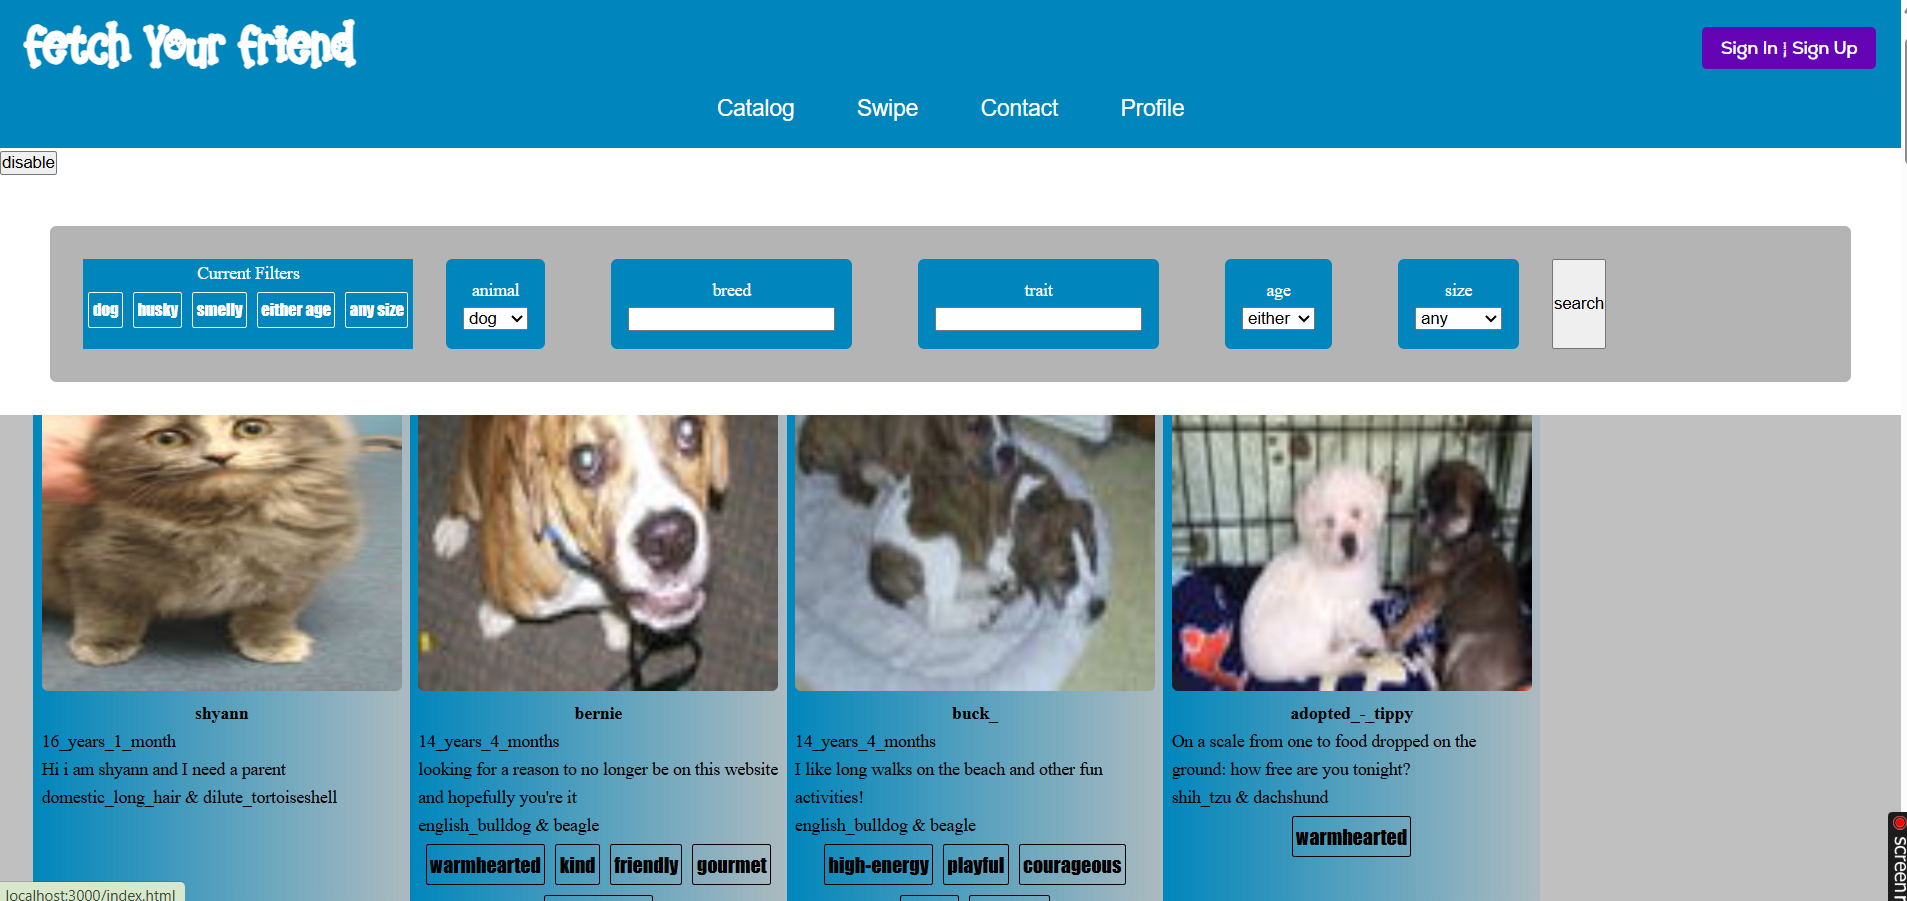 fetch Your friend
Sign In ¦ Sign Up
Catalog Swipe Contact Profile
disable
Current Filters
dog husky smelly either age any size
animal
dog
breed
trait
age
either
size
any
search
shyann
16_years_1_month
Hi i am shyann and I need a parent
domestic_long_hair & dilute_tortoiseshell
bernie
14_years_4_months
looking for a reason to no longer be on this website
and hopefully you're it
english_bulldog & beagle
warmhearted kind friendly gourmet
buck_
14_years_4_months
I like long walks on the beach and other fun
activities!
english_bulldog & beagle
high-energy playful courageous
adopted_-_tippy
On a scale from one to food dropped on the
ground: how free are you tonight?
shih_tzu & dachshund
warmhearted
localhost:3000/index.html
screen